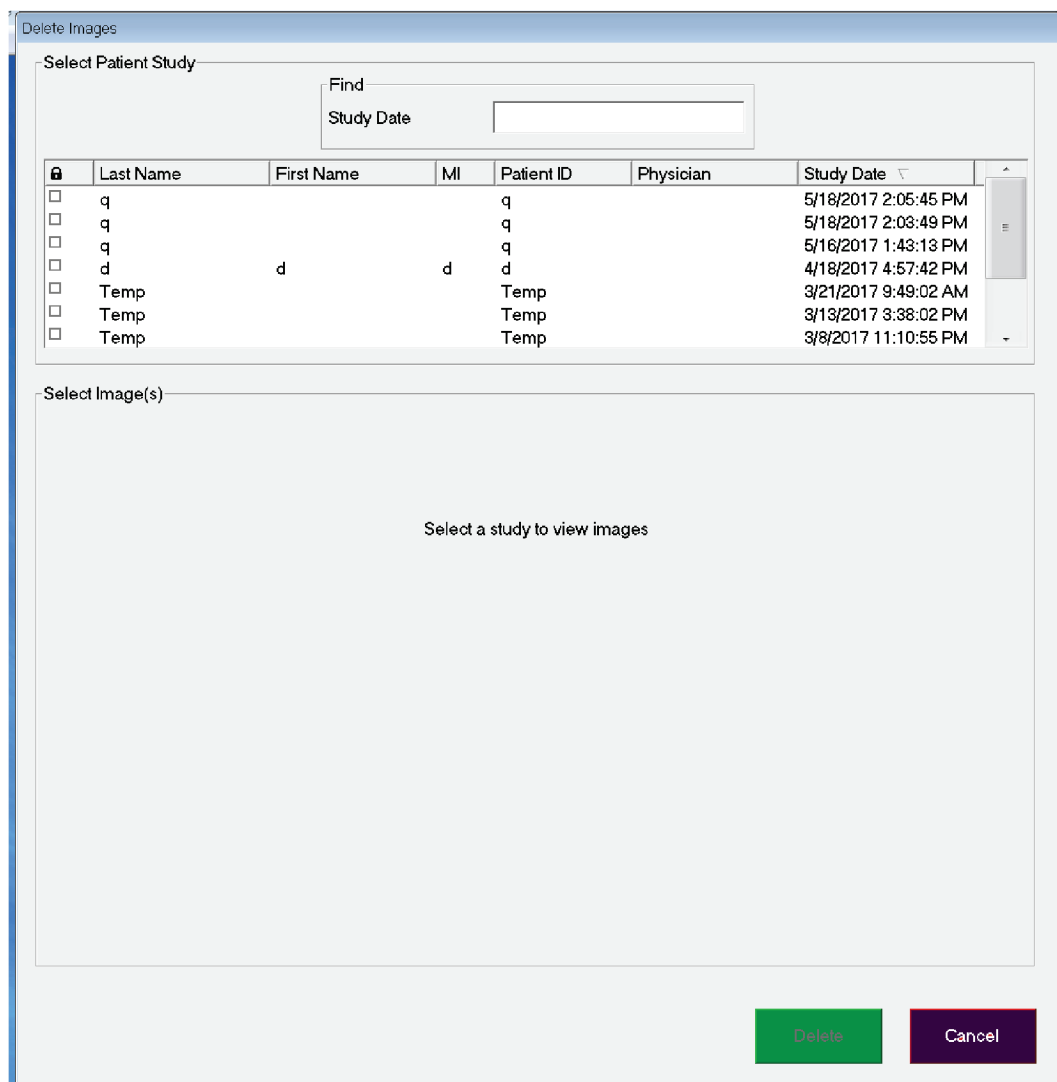 Delete Images
Select Patient Study
Find
Study Date
Last Name First Name MI Patient ID Physician Study Date
q q 5/18/2017 2:05:45 PM
q q 5/18/2017 2:03:49 PM
q q 5/16/2017 1:43:13 PM
d d d d 4/18/2017 4:57:42 PM
Temp Temp 3/21/2017 9:49:02 AM
Temp Temp 3/13/2017 3:38:02 PM
Temp Temp 3/8/2017 11:10:55 PM
Select Image(s)
Select a study to view images
Delete Cancel